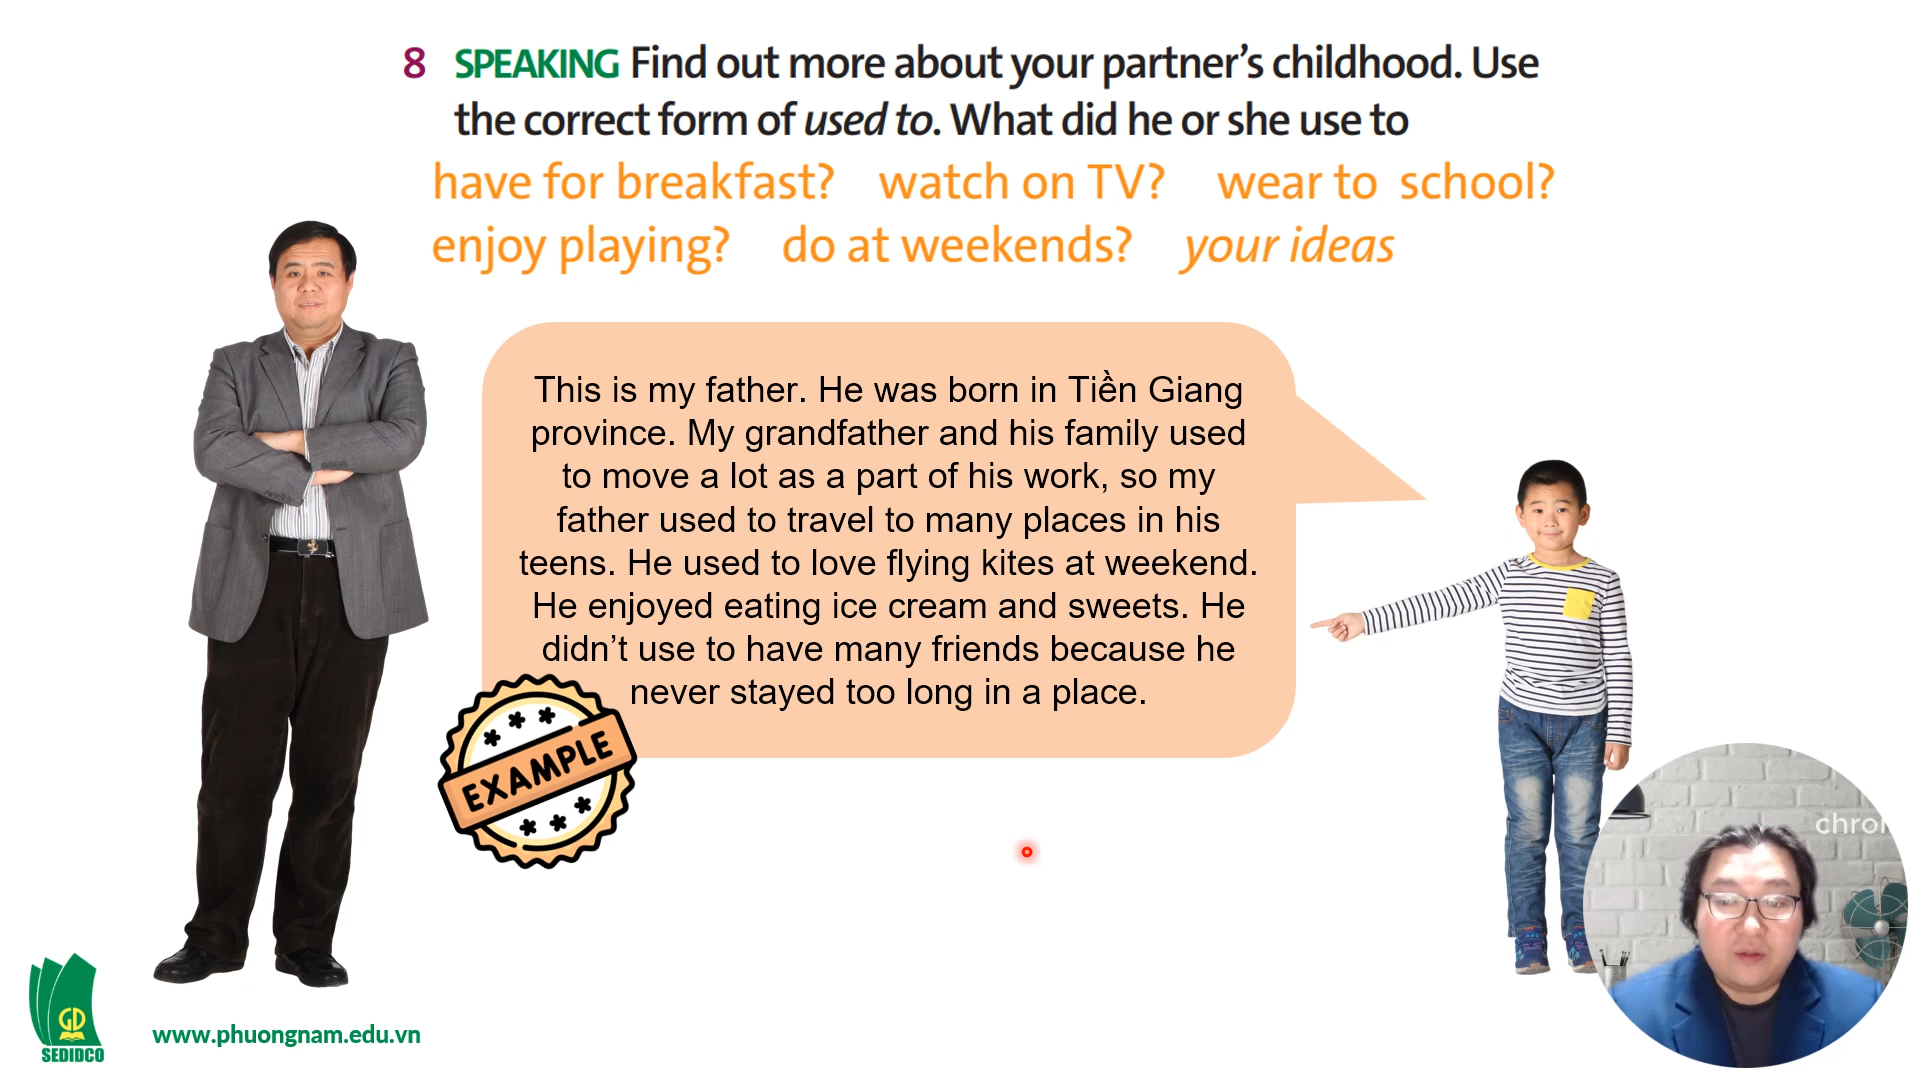 8 SPEAKING Find out more about your partner's childhood. Use
the correct form of used to. What did he or she use to
have for breakfast? watch on TV? wear to school?
enjoy playing? do at weekends? your ideas
This is my father. He was born in Tiền Giang
province. My grandfather and his family used
to move a lot as a part of his work, so my
father used to travel to many places in his
teens. He used to love flying kites at weekend.
He enjoyed eating ice cream and sweets. He
didn't use to have many friends because he
never stayed too long in a place.
EXAMPLE
GD
SEDIDCO
www.phuongnam.edu.vn